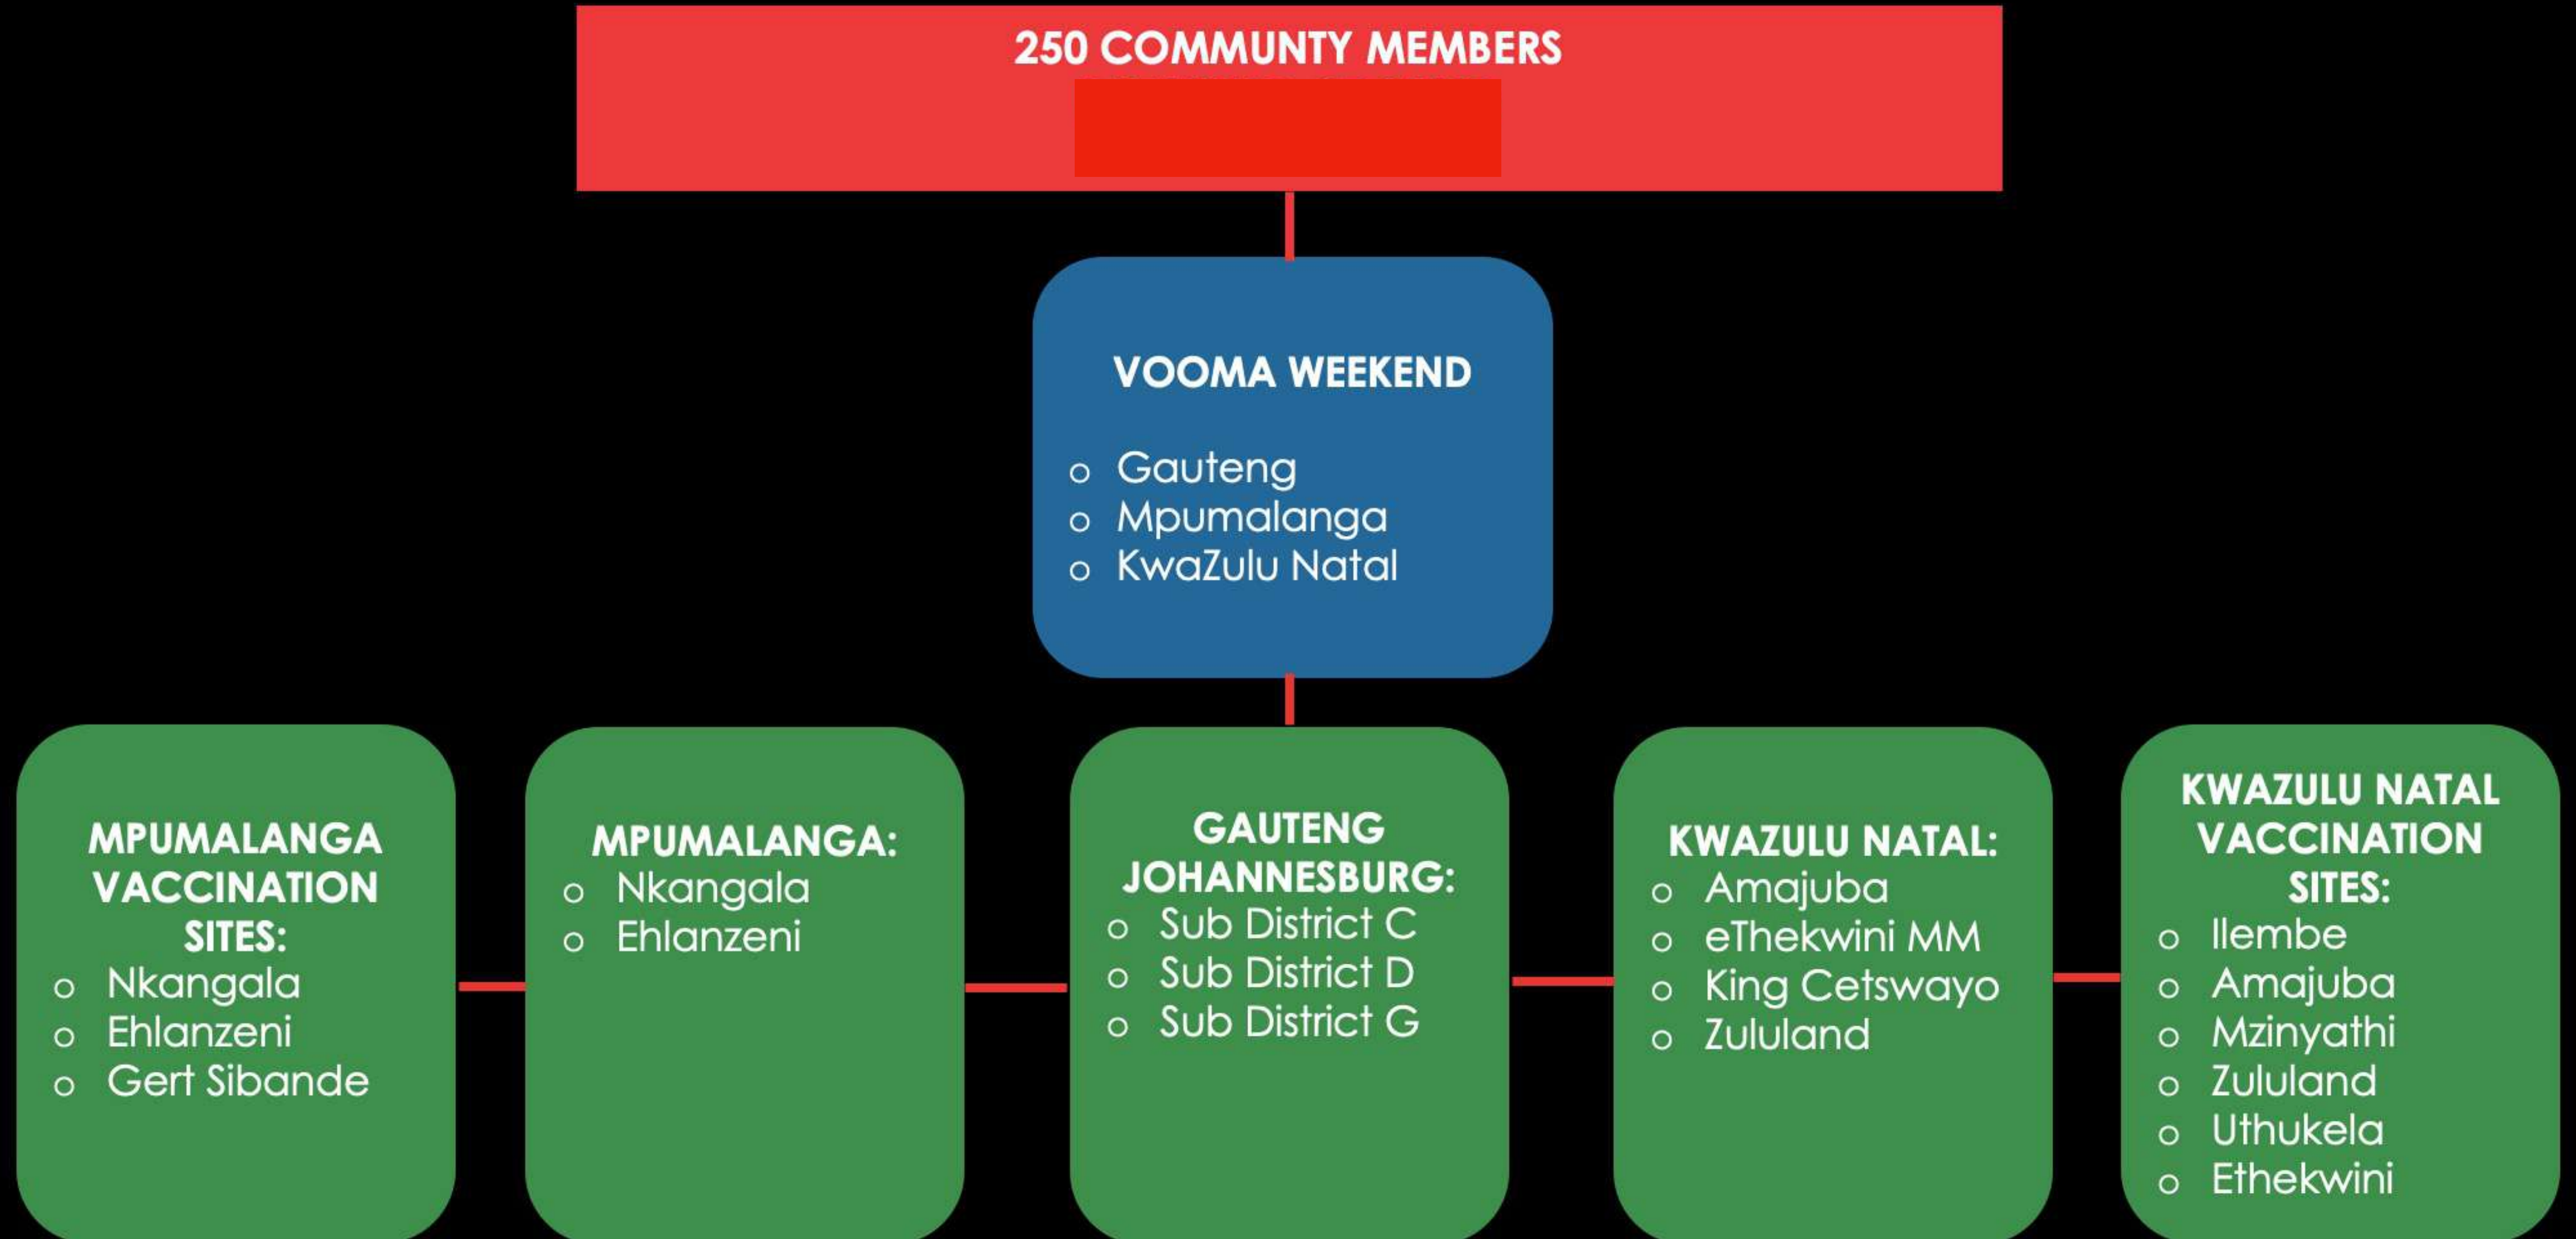 250 COMMUNTY MEMBERS
VOOMA WEEKEND
o Gauteng
o Mpumalanga
o KwaZulu Natal
MPUMALANGA
VACCINATION
SITES:
o Nkangala
o Ehlanzeni
o Gert Sibande
MPUMALANGA:
o Nkangala
o Ehlanzeni
GAUTENG
JOHANNESBURG:
o Sub District C
o Sub District D
o Sub District G
KWAZULU NATAL:
o Amajuba
o eThekwini MM
o King Cetswayo
o Zululand
KWAZULU NATAL
VACCINATION
SITES:
o Ilembe
o Amajuba
o Mzinyathi
o Zululand
o Uthukela
o Ethekwini